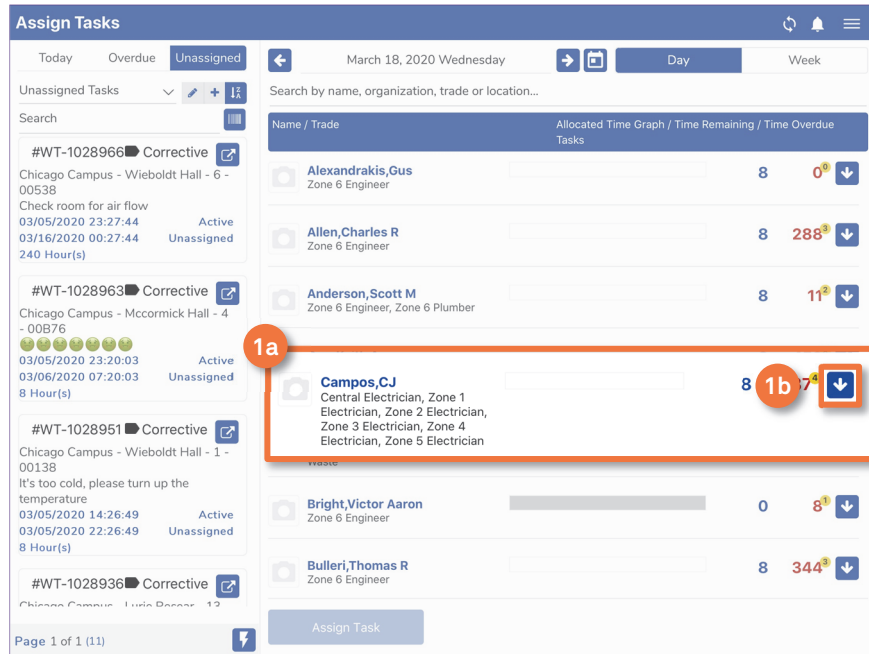 Assign Tasks
Today Overdue Unassigned
Unassigned Tasks
Search
#WT-1028966 Corrective
Chicago Campus - Wieboldt Hall - 6 -
00538
Check room for air flow
03/05/2020 23:27:44 Active
03/16/2020 00:27:44 Unassigned
240 Hour(s)
#WT-1028963 Corrective
Chicago Campus - Mccormick Hall - 4
- 00B76
03/05/2020 23:20:03 Active
03/06/2020 07:20:03 Unassigned
8 Hour(s)
#WT-1028951 Corrective
Chicago Campus - Wieboldt Hall - 1 -
00138
It's too cold, please turn up the
temperature
03/05/2020 14:26:49 Active
03/05/2020 22:26:49 Unassigned
8 Hour(s)
#WT-1028936 Corrective
Chicago Campus - Lurie Resear - 13
Page 1 of 1 (11)
March 18, 2020 Wednesday
Day Week
Search by name, organization, trade or location...
Name / Trade Allocated Time Graph / Time Remaining / Time Overdue
Tasks
Alexandrakis,Gus 8 0 0
Zone 6 Engineer
Allen,Charles R 8 288 3
Zone 6 Engineer
Anderson,Scott M 8 11 2
Zone 6 Engineer, Zone 6 Plumber
1a
Campos,CJ 8 1b 7 4
Central Electrician, Zone 1
Electrician, Zone 2 Electrician,
Zone 3 Electrician, Zone 4
Electrician, Zone 5 Electrician
Waste
Bright,Victor Aaron 0 8 1
Zone 6 Engineer
Bulleri,Thomas R 8 344 3
Zone 6 Engineer
Assign Task